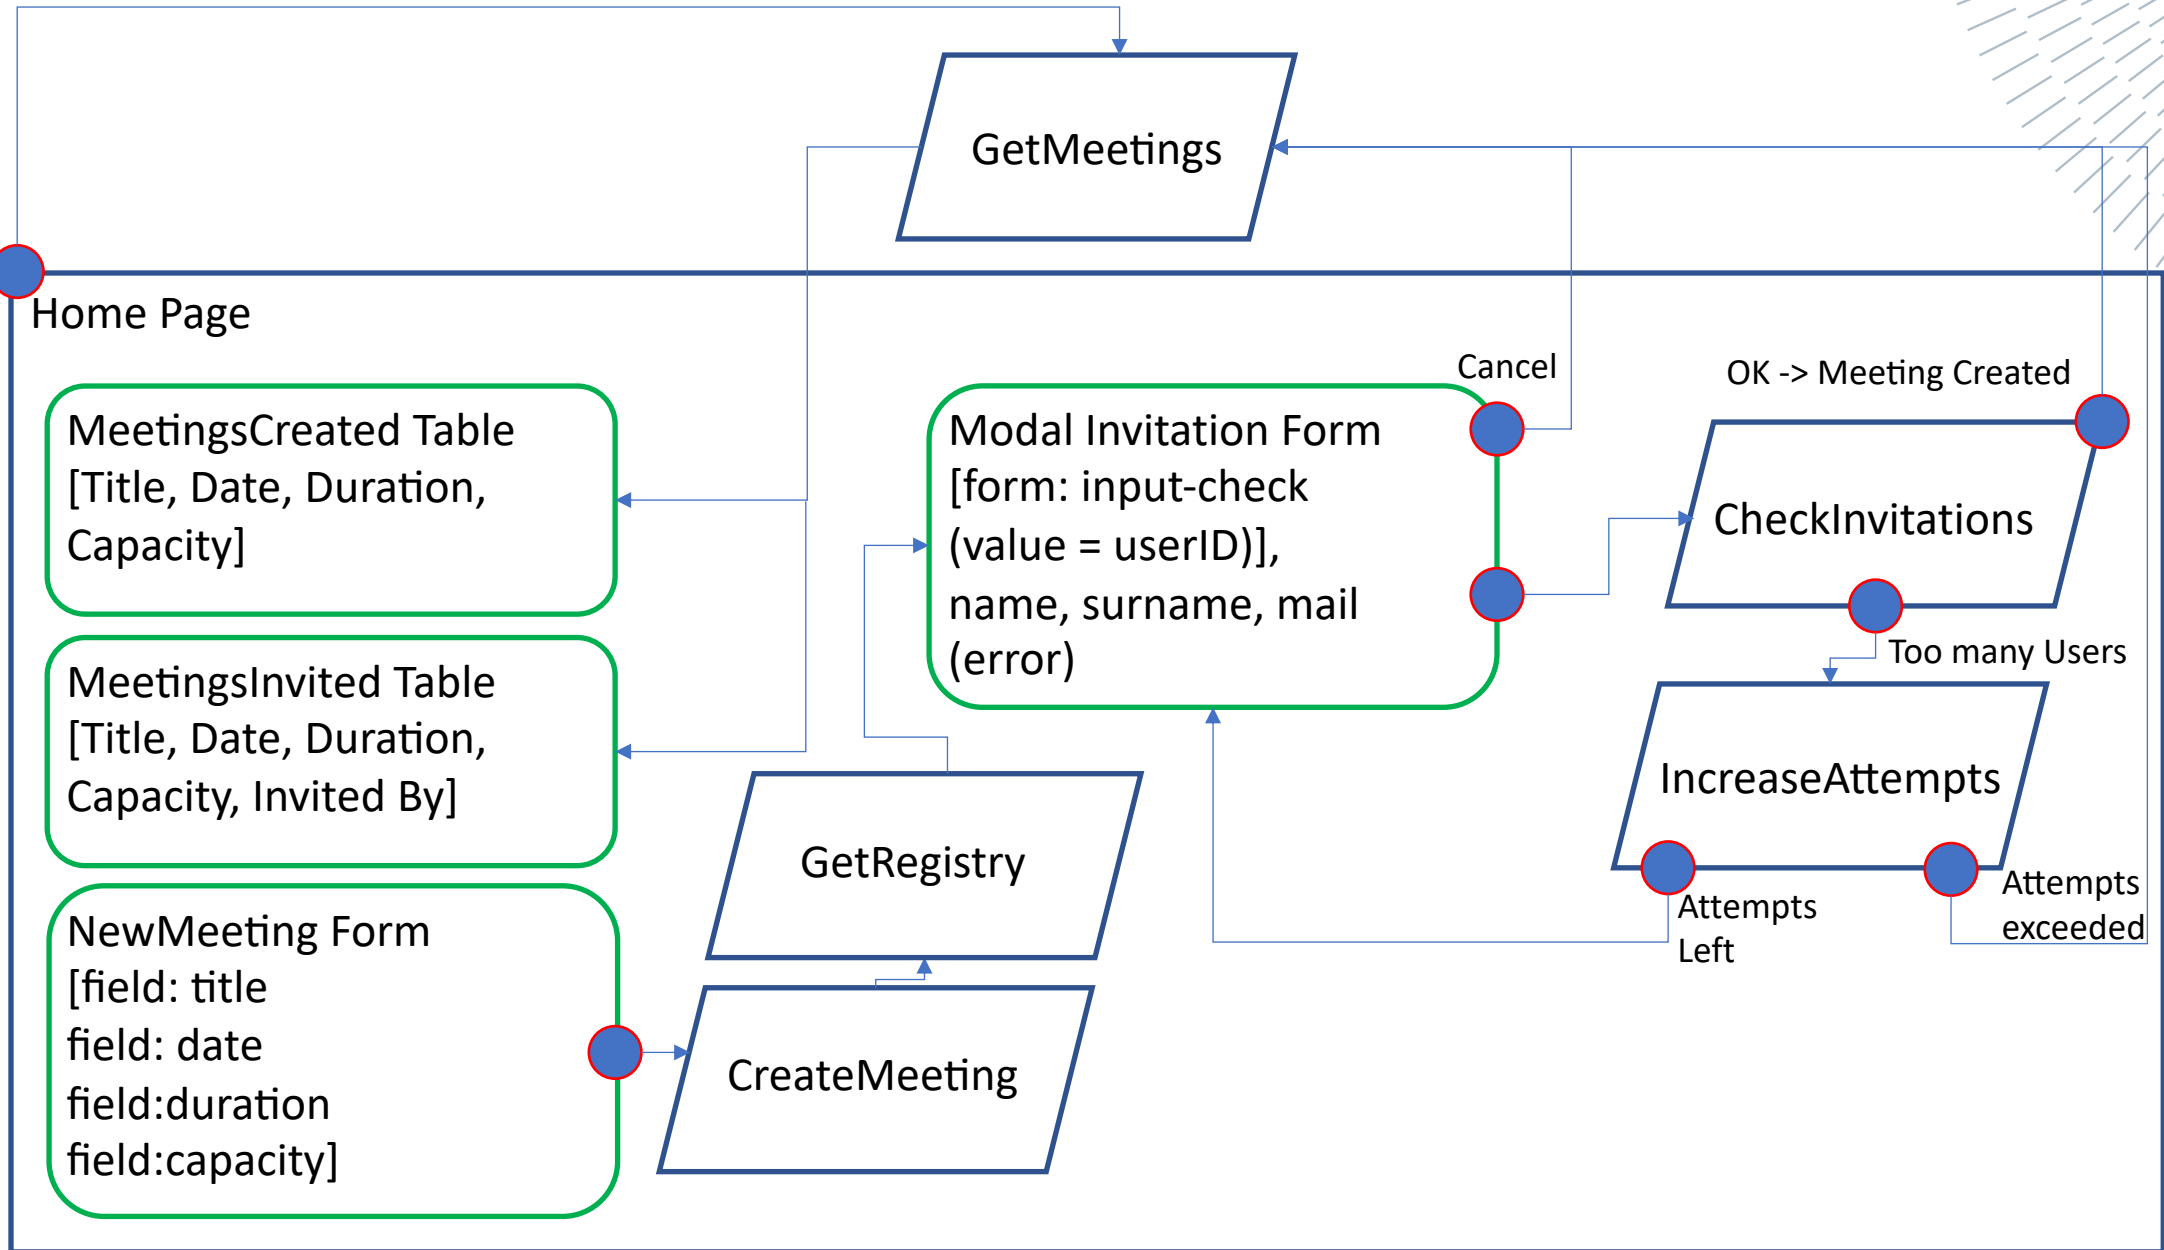 GetMeetings
Home Page
MeetingsCreated Table
[Title, Date, Duration,
Capacity]
MeetingsInvited Table
[Title, Date, Duration,
Capacity, Invited By]
NewMeeting Form
[field: title
field: date
field:duration
field:capacity]
GetRegistry
CreateMeeting
Cancel
Modal Invitation Form
[form: input-check
(value = userID)],
name, surname, mail
(error)
OK -> Meeting Created
CheckInvitations
Too many Users
IncreaseAttempts
Attempts
Left
Attempts
exceeded